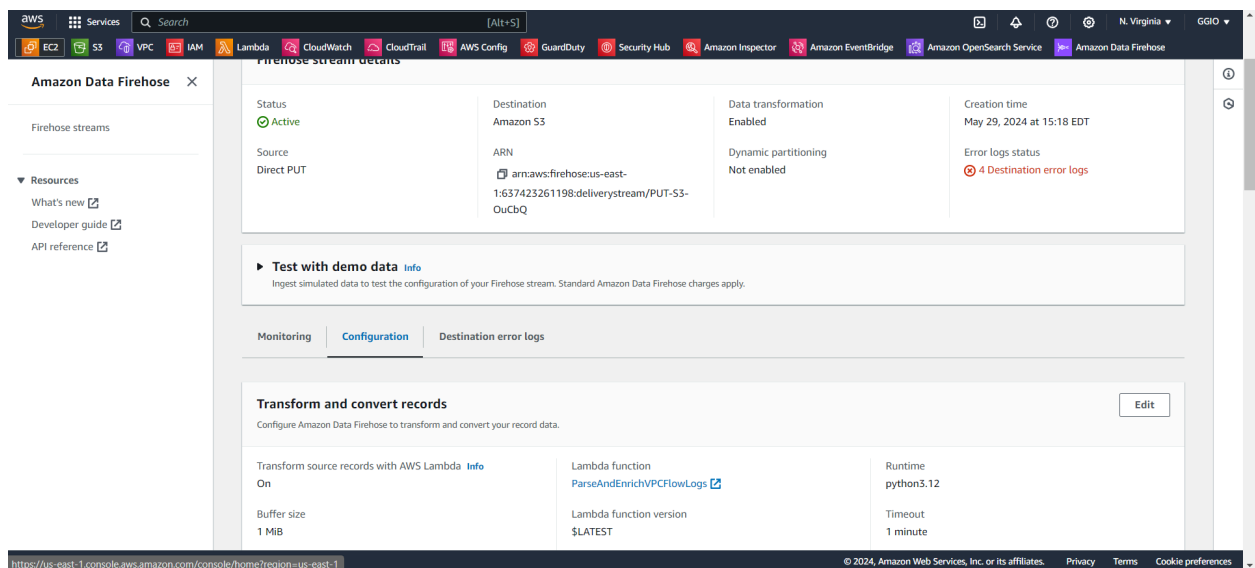 aws Services Search [Alt+S] N. Virginia GGIO
EC2 S3 VPC IAM Lambda CloudWatch CloudTrail AWS Config GuardDuty Security Hub Amazon Inspector Amazon EventBridge Amazon OpenSearch Service Amazon Data Firehose
Amazon Data Firehose
Firehose streams
Resources
What's new
Developer guide
API reference
Firehose stream details
Status
Active
Destination
Amazon S3
Data transformation
Enabled
Creation time
May 29, 2024 at 15:18 EDT
Source
Direct PUT
ARN
arn:aws:firehose:us-east-
1:637423261198:deliverystream/PUT-S3-
OuCbQ
Dynamic partitioning
Not enabled
Error logs status
4 Destination error logs
Test with demo data Info
Ingest simulated data to test the configuration of your Firehose stream. Standard Amazon Data Firehose charges apply.
Monitoring Configuration Destination error logs
Transform and convert records
Edit
Configure Amazon Data Firehose to transform and convert your record data.
Transform source records with AWS Lambda Info
On
Lambda function
ParseAndEnrichVPCFlowLogs
Runtime
python3.12
Buffer size
1 MiB
Lambda function version
$LATEST
Timeout
1 minute
https://us-east-1.console.aws.amazon.com/console/home?region=us-east-1
© 2024, Amazon Web Services, Inc. or its affiliates. Privacy Terms Cookie preferences